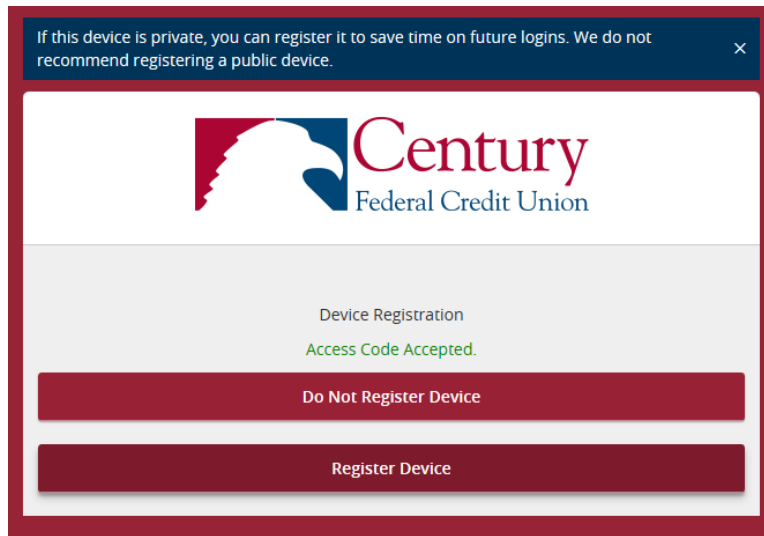 If this device is private, you can register it to save time on future logins. We do not
recommend registering a public device.
×
Century
Federal Credit Union
Device Registration
Access Code Accepted.
Do Not Register Device
Register Device